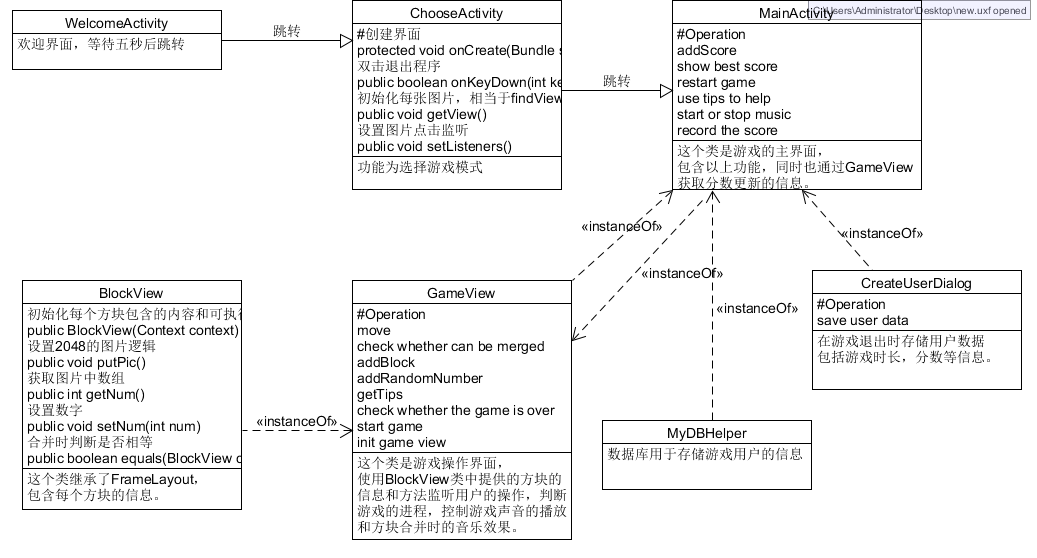 WelcomeActivity
欢迎界面，等待五秒后跳转
跳转
ChooseActivity
#创建界面
protected void onCreate(Bundle s
双击退出程序
public boolean onKeyDown(int ke
初始化每张图片，相当于findView
public void getView()
设置图片点击监听
public void setListeners()
功能为选择游戏模式
跳转
MainActivity
C:\Users\Administrator\Desktop\new.uxf opened
#Operation
addScore
show best score
restart game
use tips to help
start or stop music
record the score
这个类是游戏的主界面，
包含以上功能，同时也通过GameView
获取分数更新的信息。
«instanceOf»
«instanceOf»
«instanceOf»
«instanceOf»
BlockView
初始化每个方块包含的内容和可执行
public BlockView(Context context)
设置2048的图片逻辑
public void putPic()
获取图片中数组
public int getNum()
设置数字
public void setNum(int num)
合并时判断是否相等
public boolean equals(BlockView o
这个类继承了FrameLayout，
包含每个方块的信息。
«instanceOf»
GameView
#Operation
move
check whether can be merged
addBlock
addRandomNumber
getTips
check whether the game is over
start game
init game view
这个类是游戏操作界面，
使用BlockView类中提供的方块的
信息和方法监听用户的操作，判断
游戏的进程，控制游戏声音的播放
和方块合并时的音乐效果。
CreateUserDialog
#Operation
save user data
在游戏退出时存储用户数据
包括游戏时长，分数等信息。
MyDBHelper
数据库用于存储游戏用户的信息